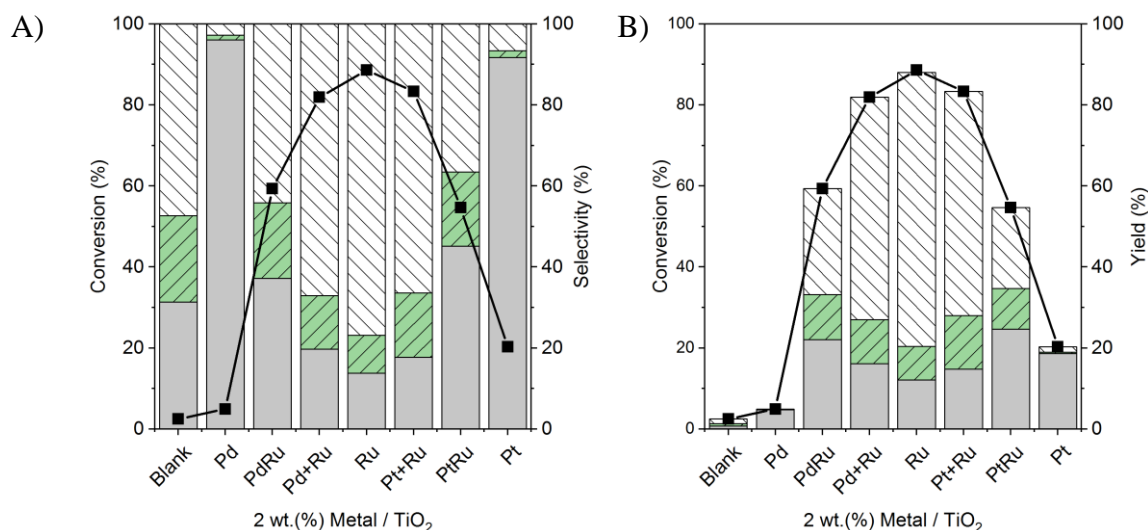 A)
100
80
60
40
20
0
Conversion (%)
100
80
60
40
20
0
Selectivity (%)
Blank
Pd
PdRu
Pd+Ru
Ru
Pt+Ru
PtRu
Pt
2 wt.(%) Metal / TiO₂
B)
100
80
60
40
20
0
Conversion (%)
100
80
60
40
20
0
Yield (%)
Blank
Pd
PdRu
Pd+Ru
Ru
Pt+Ru
PtRu
Pt
2 wt.(%) Metal / TiO₂